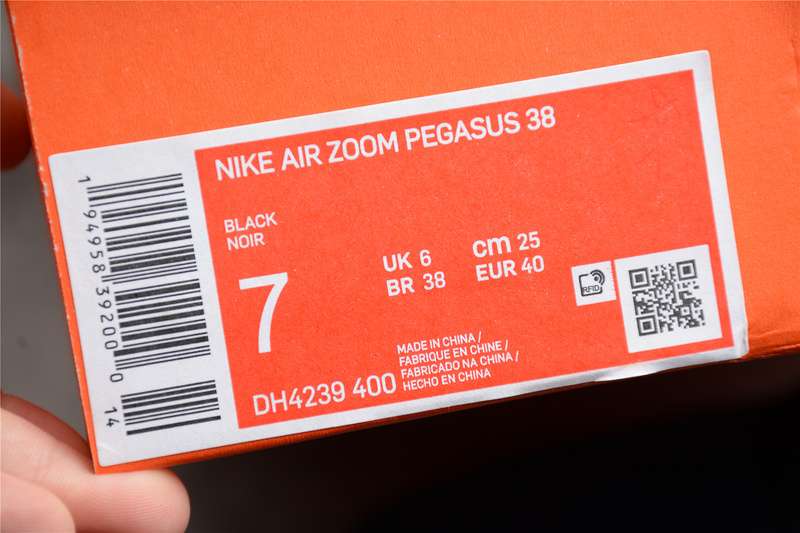 NIKE AIR ZOOM PEGASUS 38
BLACK
NOIR
7
UK 6
BR 38
cm 25
EUR 40
RFID
MADE IN CHINA /
FABRIQUE EN CHINE /
FABRICADO NA CHINA /
HECHO EN CHINA
DH4239 400
1 94958 39200 0 14